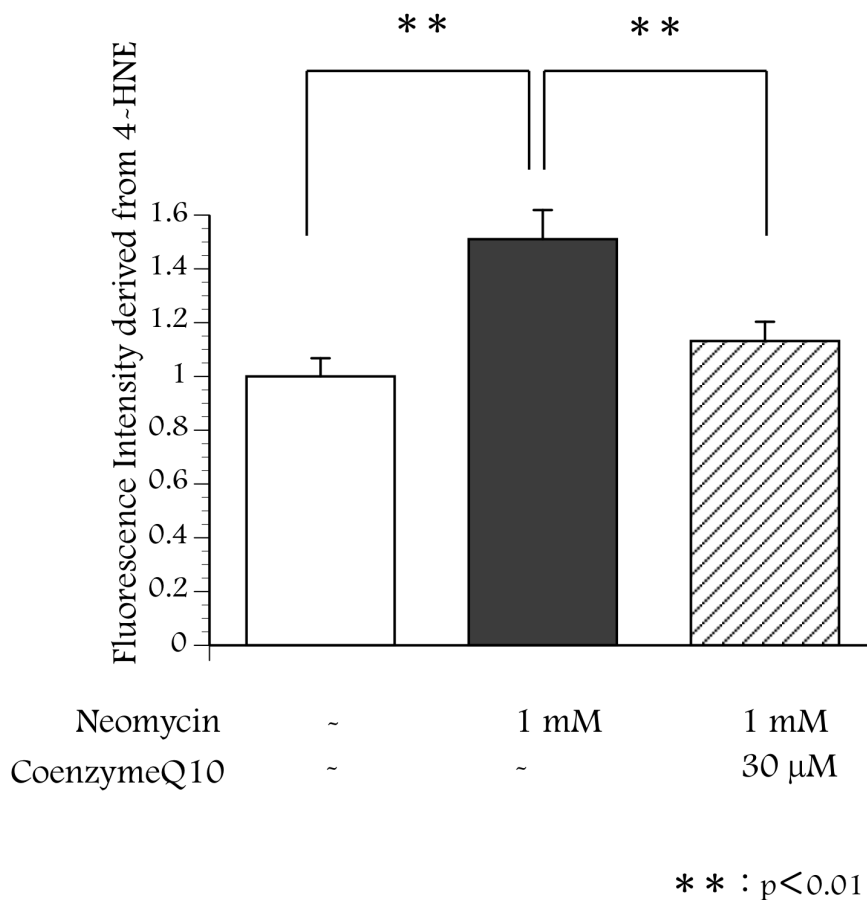 ** **
Fluorescence Intensity derived from 4~HNE
1.6
1.4
1.2
1
0.8
0.6
0.4
0.2
0
Neomycin ~ 1 mM 1 mM
CoenzymeQ10 ~ ~ 30 μM
**：p<0.01